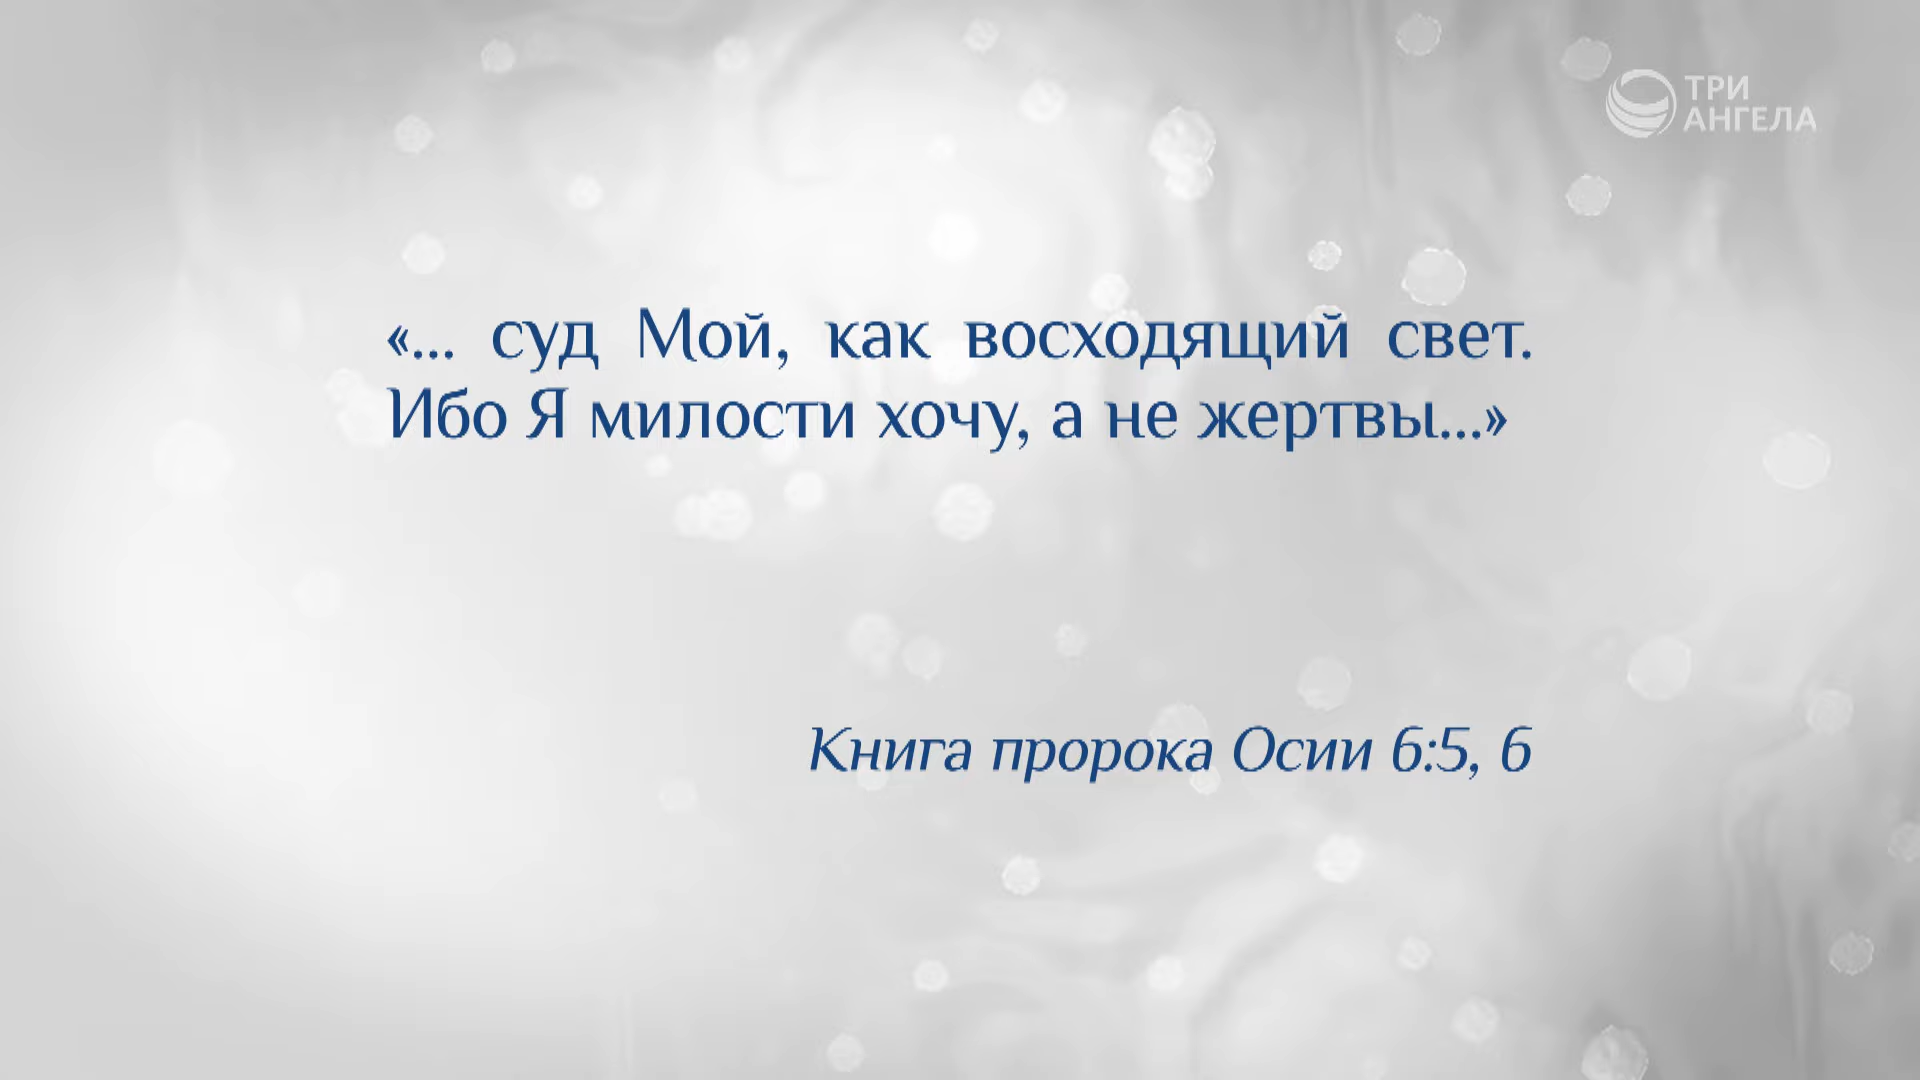 ТРИ
АНГЕЛА
«... суд Мой, как восходящий свет.
Ибо Я милости хочу, а не жертвы...»
Книга пророка Осии 6:5, 6